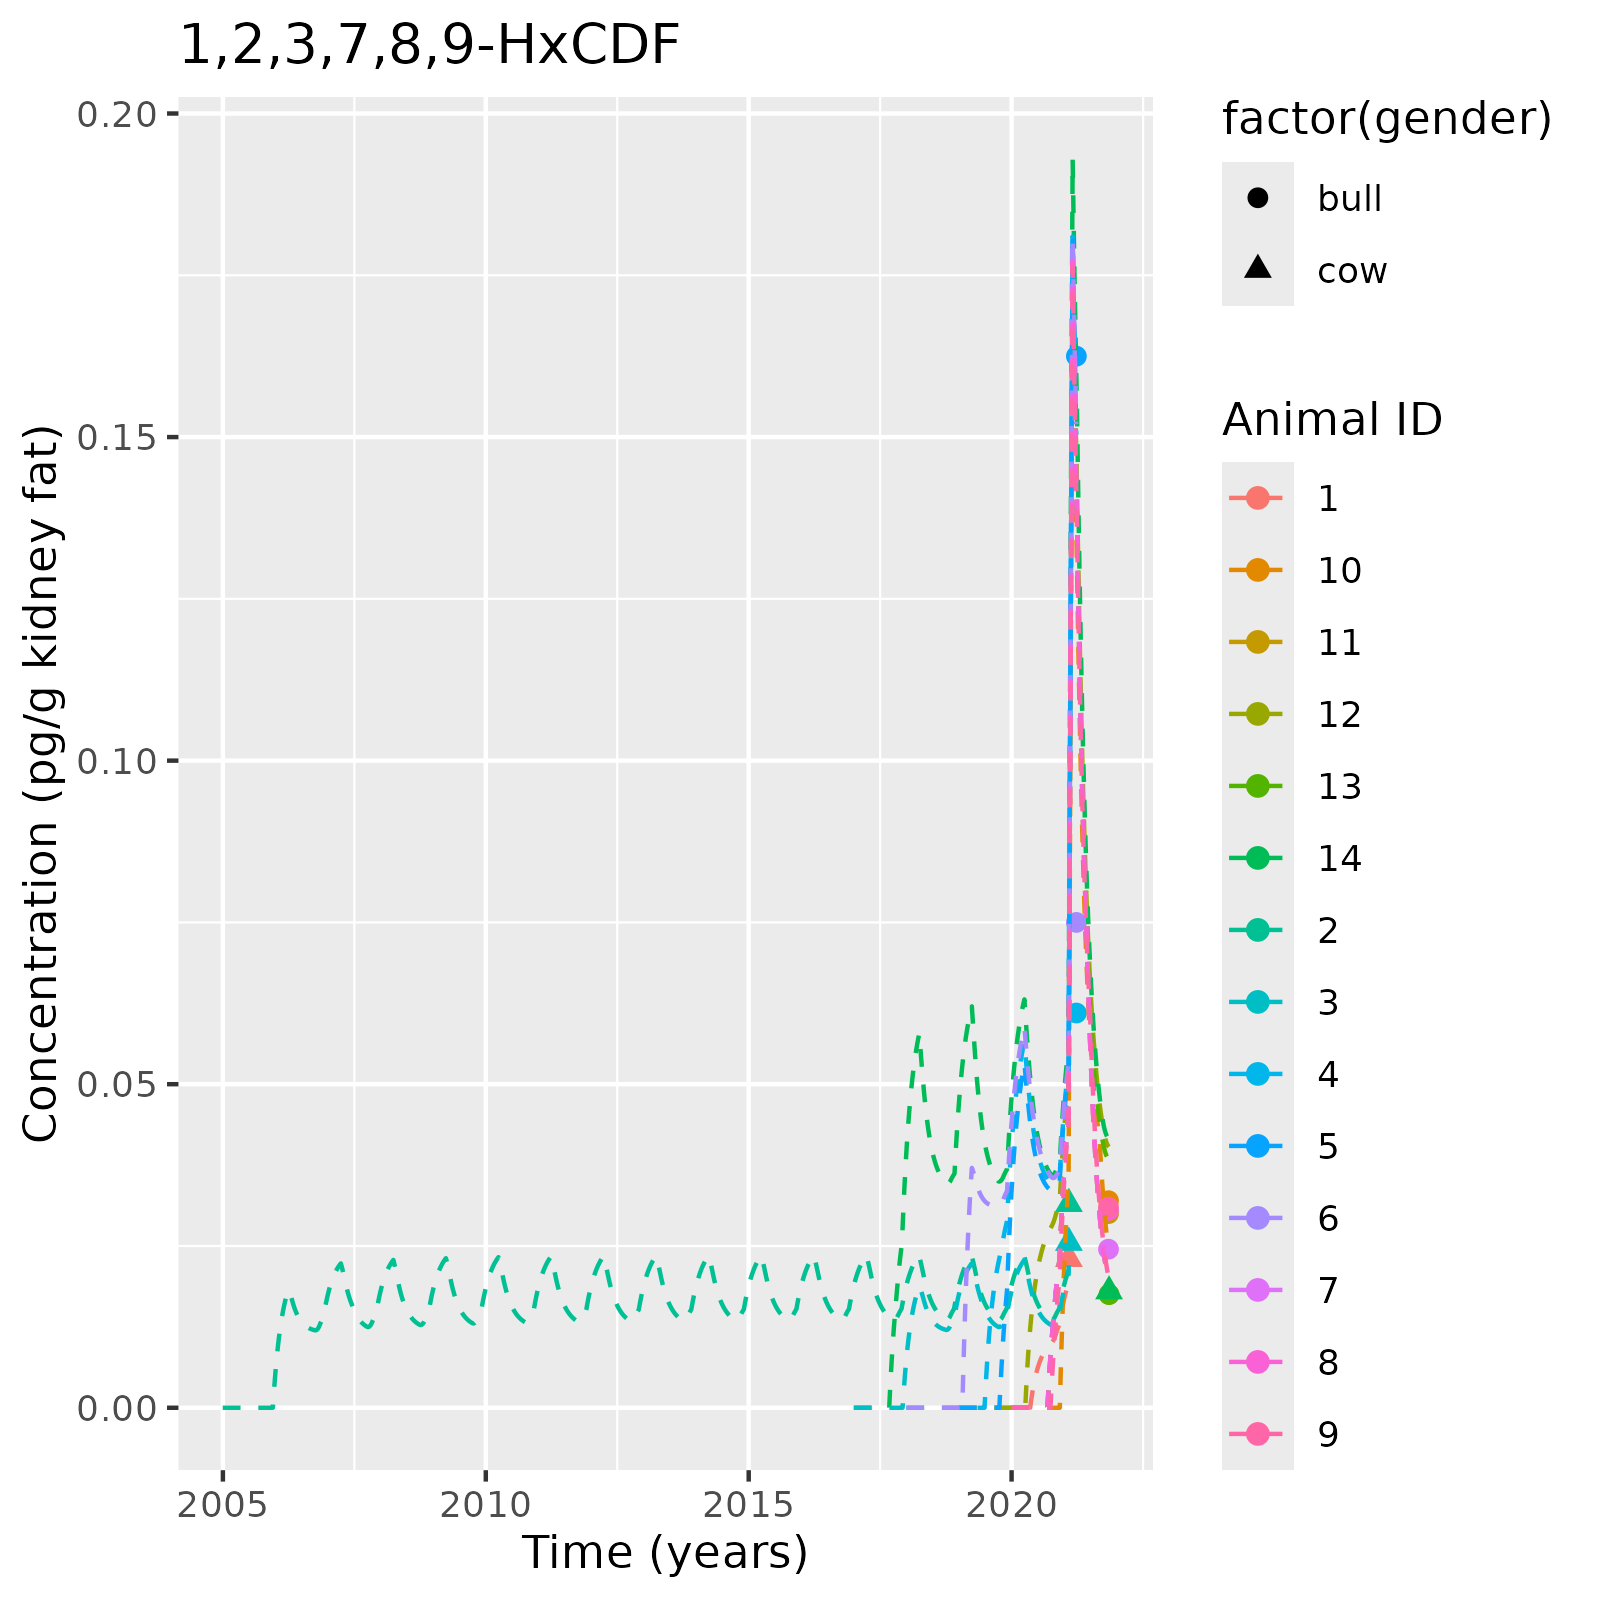 1,2,3,7,8,9-HxCDF
Concentration (pg/g kidney fat)
0.20
0.15
0.10
0.05
0.00
2005 2010 2015 2020
Time (years)
factor(gender)
bull
cow
Animal ID
1
10
11
12
13
14
2
3
4
5
6
7
8
9